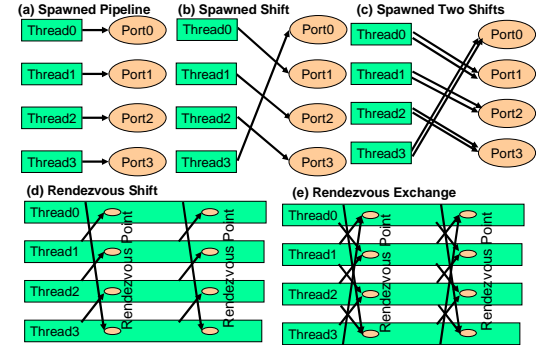 (a) Spawned Pipeline
Thread0
Port0
Thread1
Port1
Thread2
Port2
Thread3
Port3
(b) Spawned Shift
Thread0
Port0
Thread1
Port1
Thread2
Port2
Thread3
Port3
(c) Spawned Two Shifts
Thread0
Port0
Thread1
Port1
Thread2
Port2
Thread3
Port3
(d) Rendezvous Shift
Thread0
Thread1
Thread2
Thread3
Rendezvous Point
Rendezvous Point
(e) Rendezvous Exchange
Thread0
Thread1
Thread2
Thread3
Rendezvous Point
Rendezvous Point